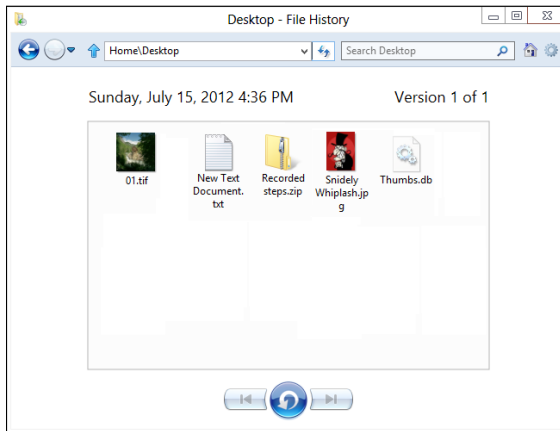 Desktop - File History
Home\Desktop
Search Desktop
Sunday, July 15, 2012 4:36 PM
Version 1 of 1
01.tif
New Text
Document.
txt
Recorded
steps.zip
Snidely
Whiplash.jp
g
Thumbs.db